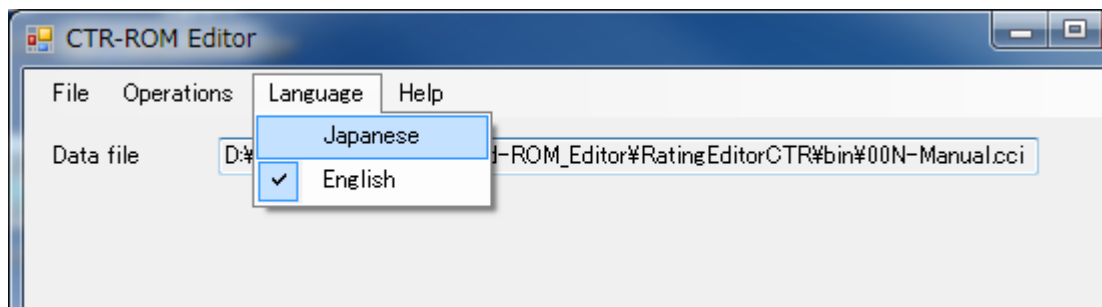 CTR-ROM Editor
File Operations Language Help
Japanese
Data file D:¥ d-ROM_Editor¥RatingEditorCTR¥bin¥00N-Manual.cci
English